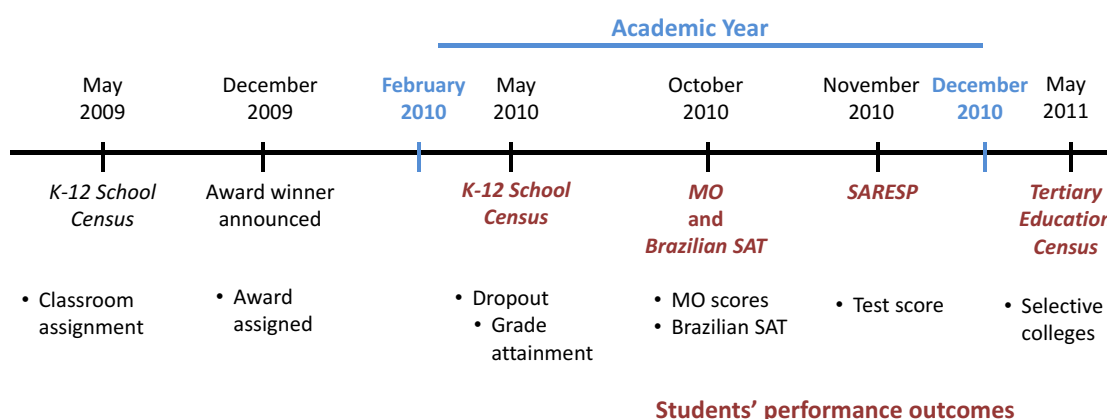 Academic Year
May
2009
December
2009
February
2010
May
2010
October
2010
November
2010
December
2010
May
2011
K-12 School
Census
Award winner
announced
K-12 School
Census
MO
and
Brazilian SAT
SARESP
Tertiary
Education
Census
• Classroom
assignment
• Award
assigned
• Dropout
• Grade
attainment
• MO scores
• Brazilian SAT
• Test score
• Selective
colleges
Students' performance outcomes